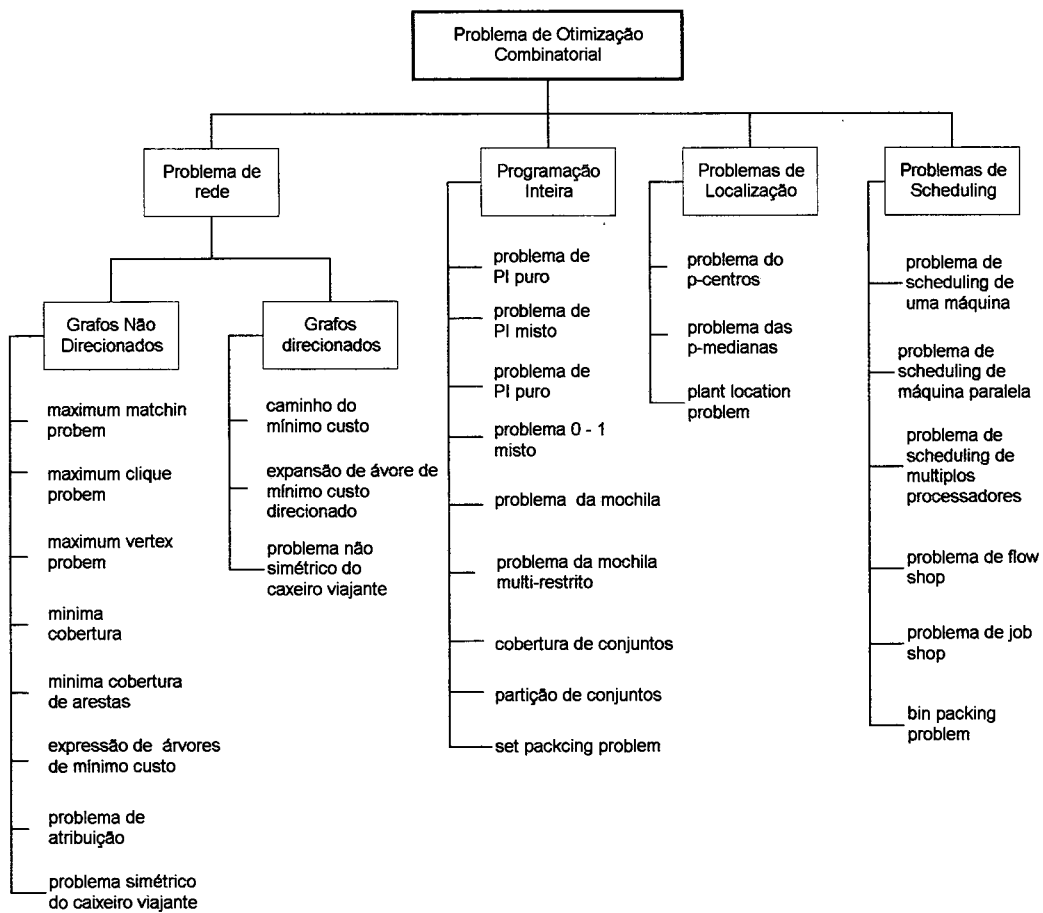 Problema de Otimização
Combinatorial
Problema de
rede
Programação
Inteira
Problemas de
Localização
Problemas de
Scheduling
Grafos Não
Direcionados
Grafos
direcionados
maximum matchin
probem
maximum clique
probem
maximum vertex
probem
minima
cobertura
minima cobertura
de arestas
expressão de árvores
de mínimo custo
problema de
atribuição
problema simétrico
do caixeiro viajante
caminho do
mínimo custo
expansão de ávore de
mínimo custo
direcionado
problema não
simétrico do
caxeiro viajante
problema de
PI puro
problema de
PI misto
problema de
PI puro
problema 0 - 1
misto
problema da mochila
problema da mochila
multi-restrito
cobertura de conjuntos
partição de conjuntos
set packcing problem
problema do
p-centros
problema das
p-medianas
plant location
problem
problema de
scheduling de
uma máquina
problema de
scheduling de
máquina paralela
problema de
scheduling de
multiplos
processadores
problema de flow
shop
problema de job
shop
bin packing
problem